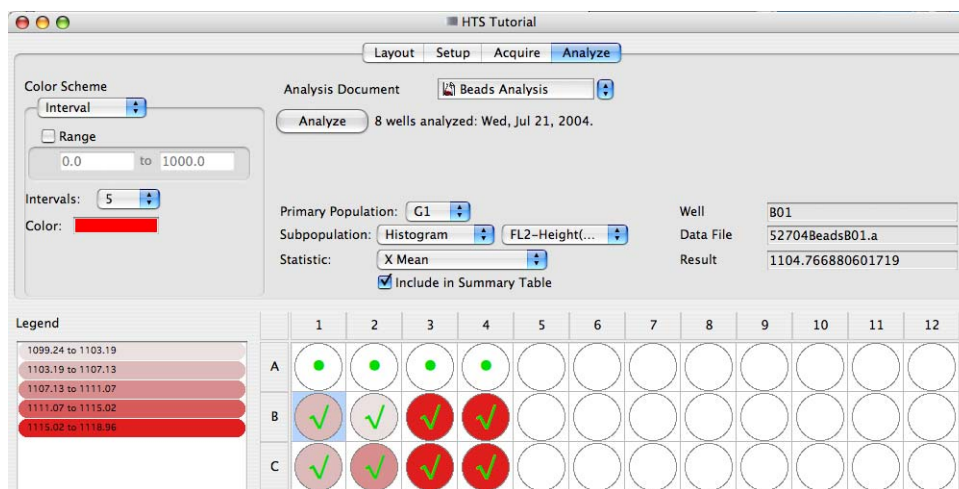 HTS Tutorial
Layout Setup Acquire Analyze
Color Scheme
Interval
Range
0.0 to 1000.0
Intervals: 5
Color:
Analysis Document Beads Analysis
Analyze 8 wells analyzed: Wed, Jul 21, 2004.
Primary Population: G1
Subpopulation: Histogram FL2-Height(...
Statistic: X Mean
Include in Summary Table
Well B01
Data File 52704BeadsB01.a
Result 1104.766880601719
Legend
1099.24 to 1103.19
1103.19 to 1107.13
1107.13 to 1111.07
1111.07 to 1115.02
1115.02 to 1118.96
1 2 3 4 5 6 7 8 9 10 11 12
A
B
C